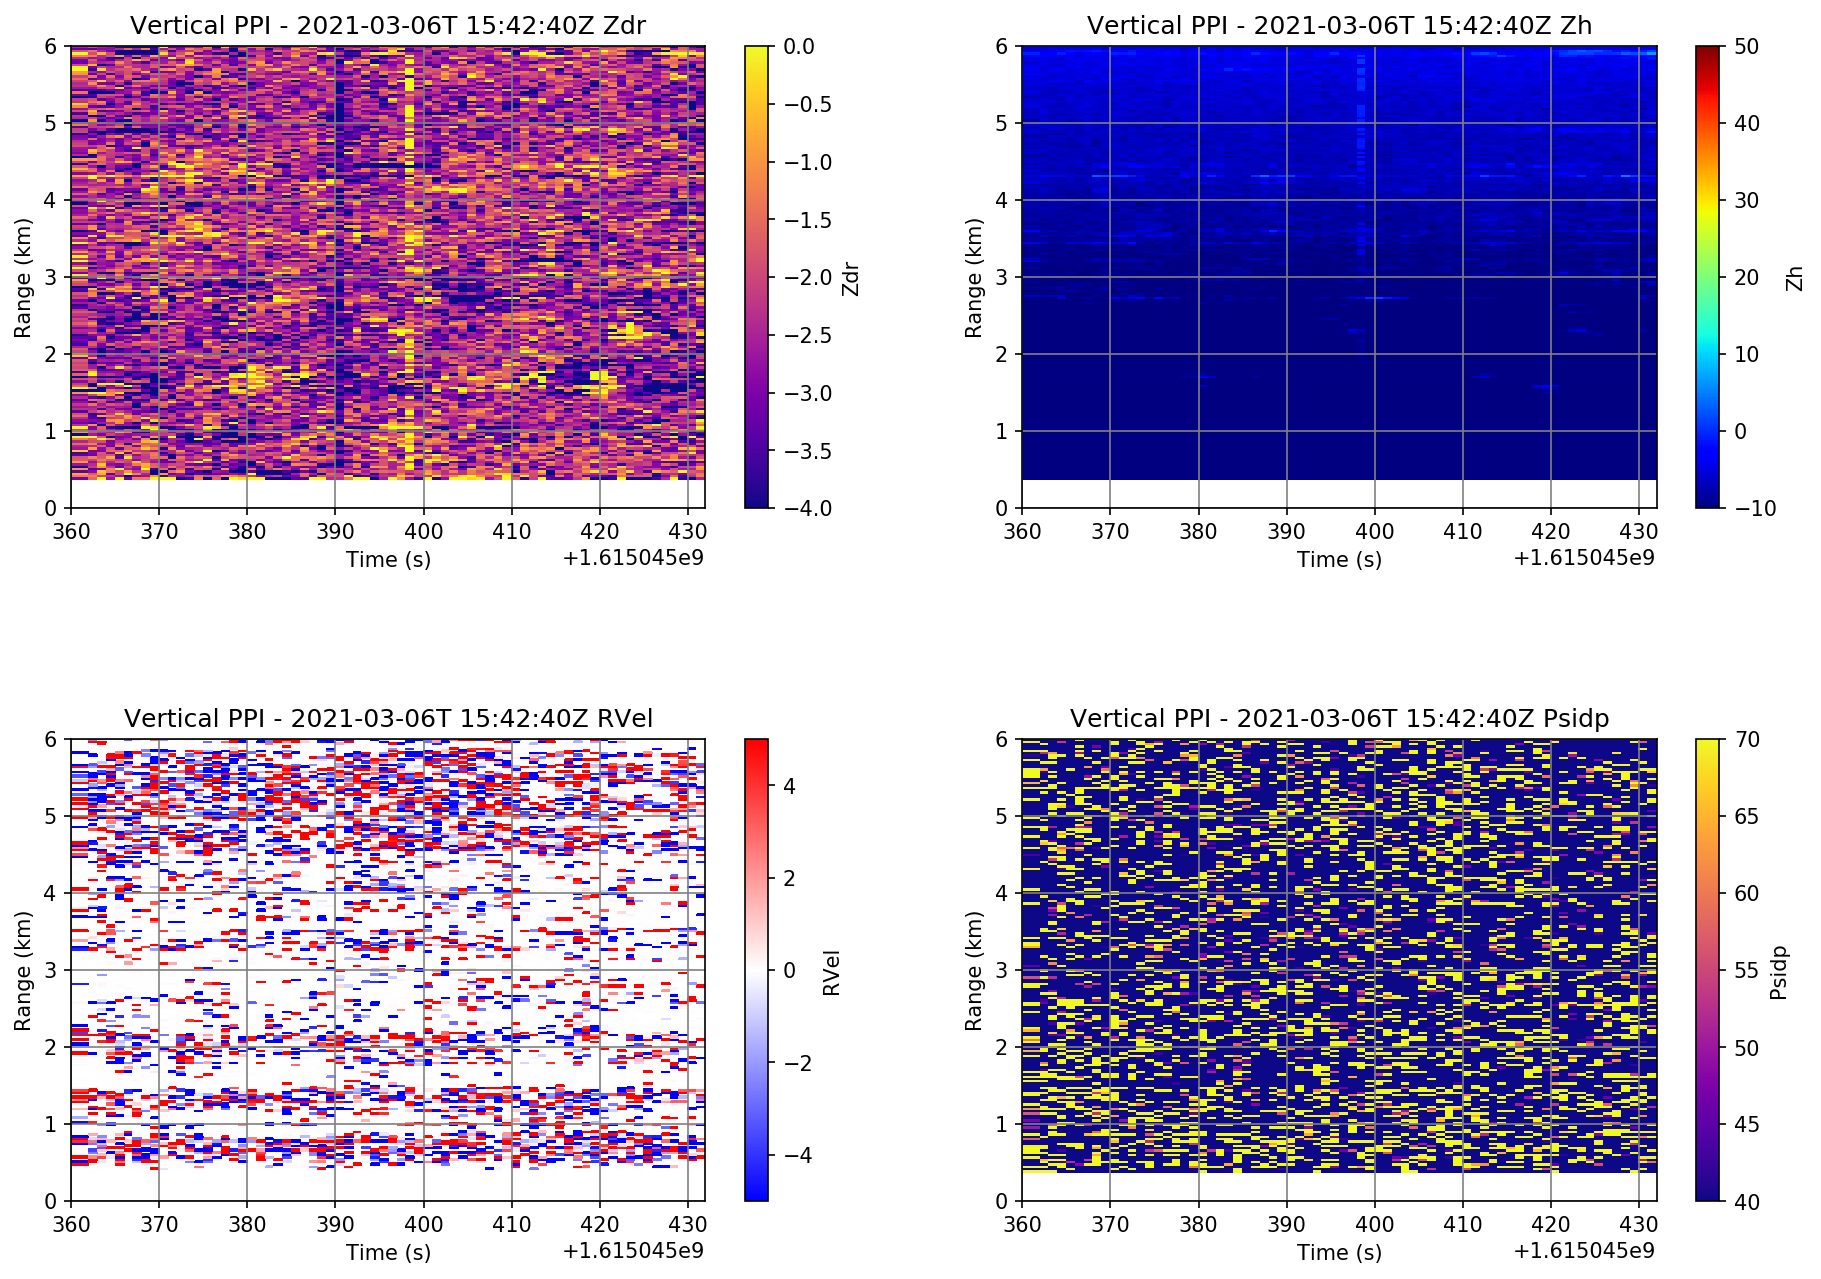 Vertical PPI - 2021-03-06T 15:42:40Z Zdr
6
5
4
3
2
1
0
Range (km)
360 370 380 390 400 410 420 430
Time (s)
+1.615045e9
0.0
−0.5
−1.0
−1.5
−2.0
−2.5
−3.0
−3.5
−4.0
Zdr
Vertical PPI - 2021-03-06T 15:42:40Z Zh
6
5
4
3
2
1
0
Range (km)
360 370 380 390 400 410 420 430
Time (s)
+1.615045e9
50
40
30
20
10
0
−10
Zh
Vertical PPI - 2021-03-06T 15:42:40Z RVel
6
5
4
3
2
1
0
Range (km)
360 370 380 390 400 410 420 430
Time (s)
+1.615045e9
4
2
0
−2
−4
RVel
Vertical PPI - 2021-03-06T 15:42:40Z Psidp
6
5
4
3
2
1
0
Range (km)
360 370 380 390 400 410 420 430
Time (s)
+1.615045e9
70
65
60
55
50
45
40
Psidp